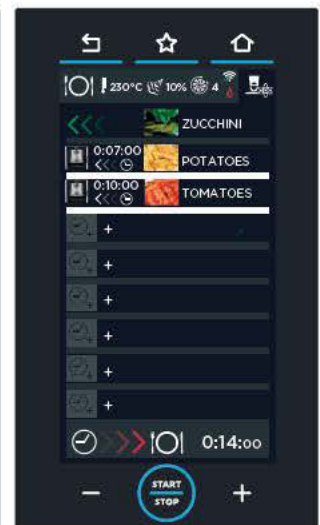 230°C 10% 4
<<< ZUCCHINI
0:07:00
<<< POTATOES
0:10:00
<<< TOMATOES
+
+
+
+
+
+
>>> 0:14:00
− START +
STOP